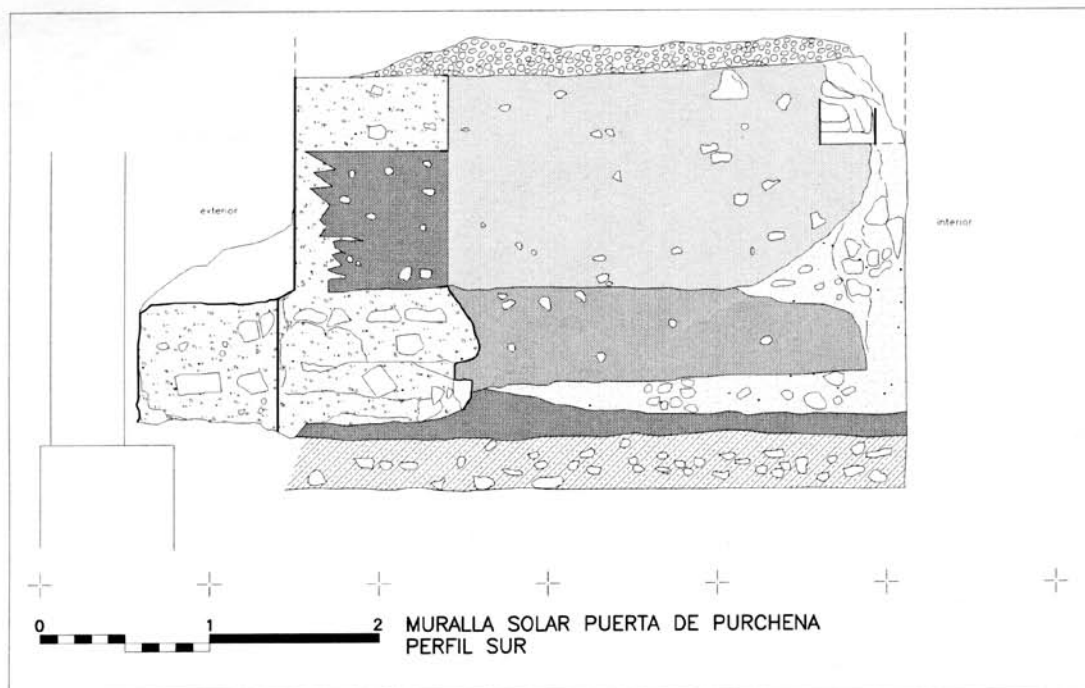 exterior
interior
0 1 2
MURALLA SOLAR PUERTA DE PURCHENA
PERFIL SUR